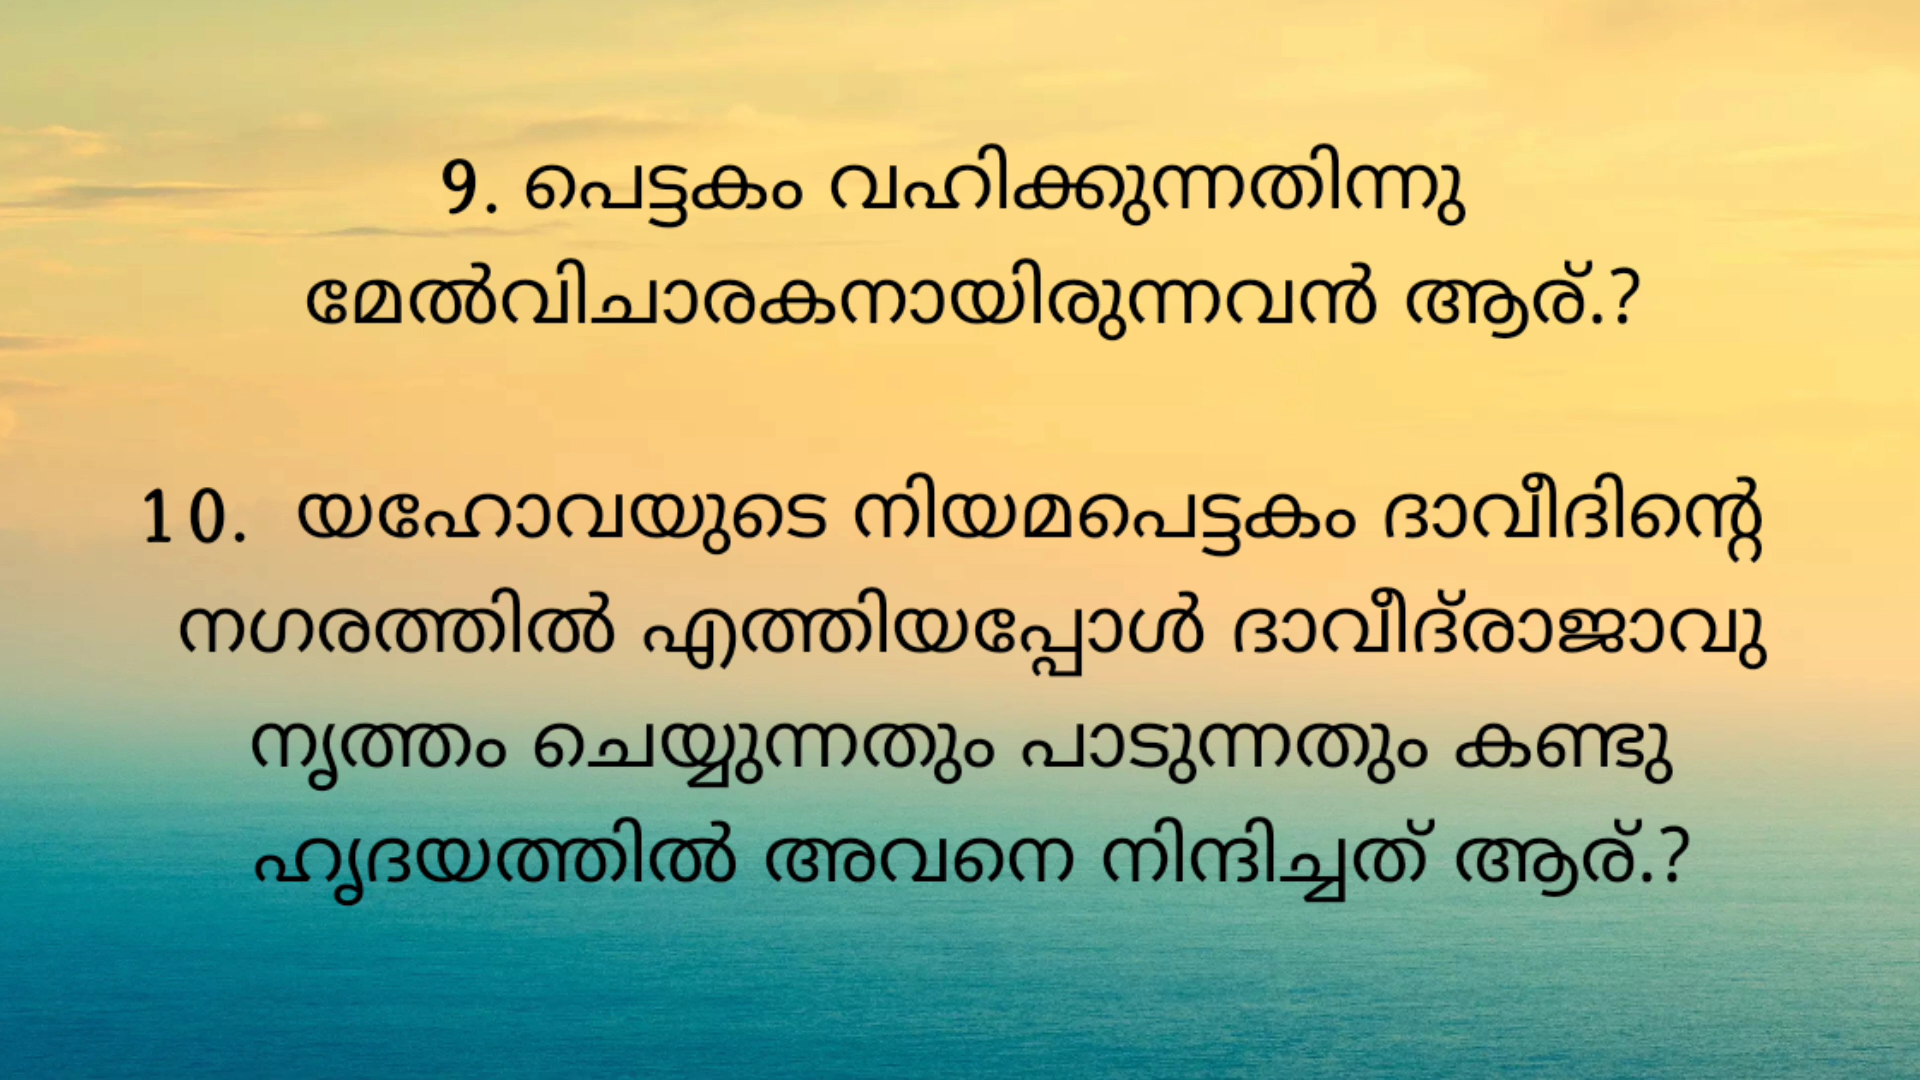 9. പെട്ടകം വഹിക്കുന്നതിന്നു
മേൽവിചാരകനായിരുന്നവൻ ആര്.?
10. യഹോവയുടെ നിയമപെട്ടകം ദാവീദിന്റെ
നഗരത്തിൽ എത്തിയപ്പോൾ ദാവീദ്‌രാജാവു
നൃത്തം ചെയ്യുന്നതും പാടുന്നതും കണ്ടു
ഹൃദയത്തിൽ അവനെ നിന്ദിച്ചത് ആര്.?